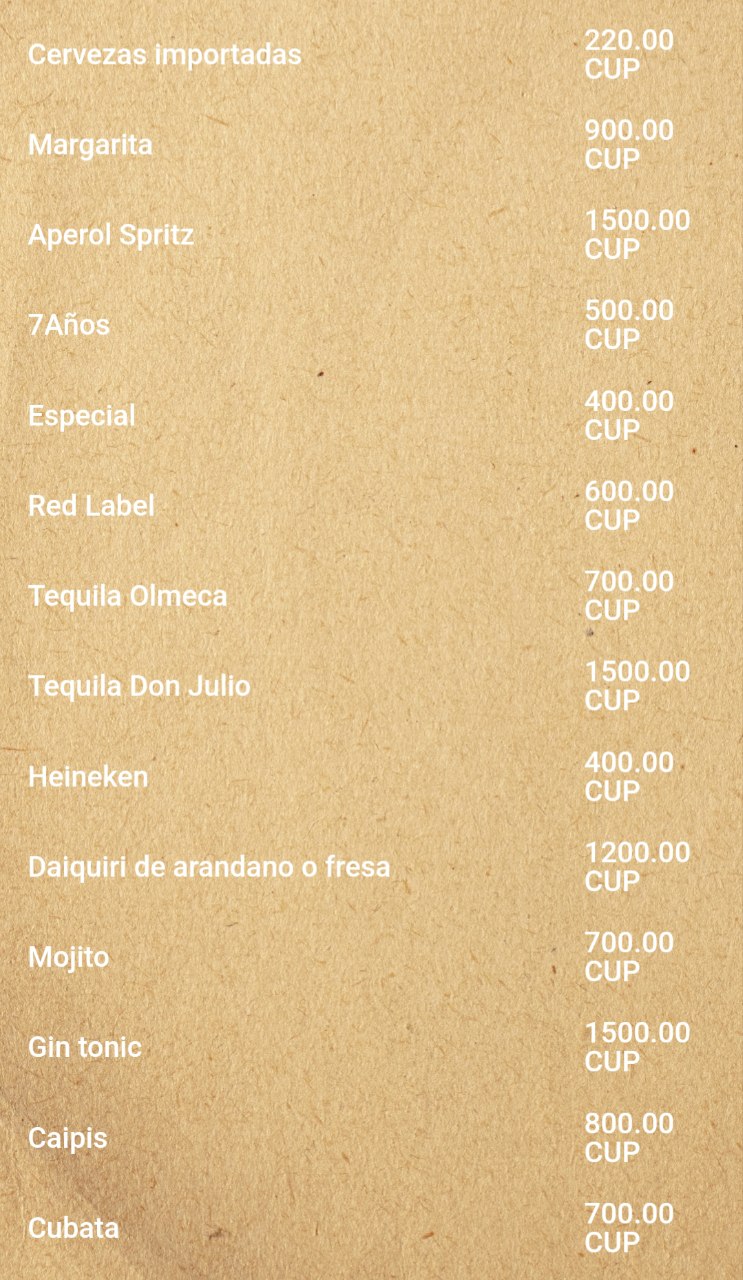 Cervezas importadas
220.00
CUP
Margarita
900.00
CUP
Aperol Spritz
1500.00
CUP
7Años
500.00
CUP
Especial
400.00
CUP
Red Label
600.00
CUP
Tequila Olmeca
700.00
CUP
Tequila Don Julio
1500.00
CUP
Heineken
400.00
CUP
Daiquiri de arandano o fresa
1200.00
CUP
Mojito
700.00
CUP
Gin tonic
1500.00
CUP
Caipis
800.00
CUP
Cubata
700.00
CUP